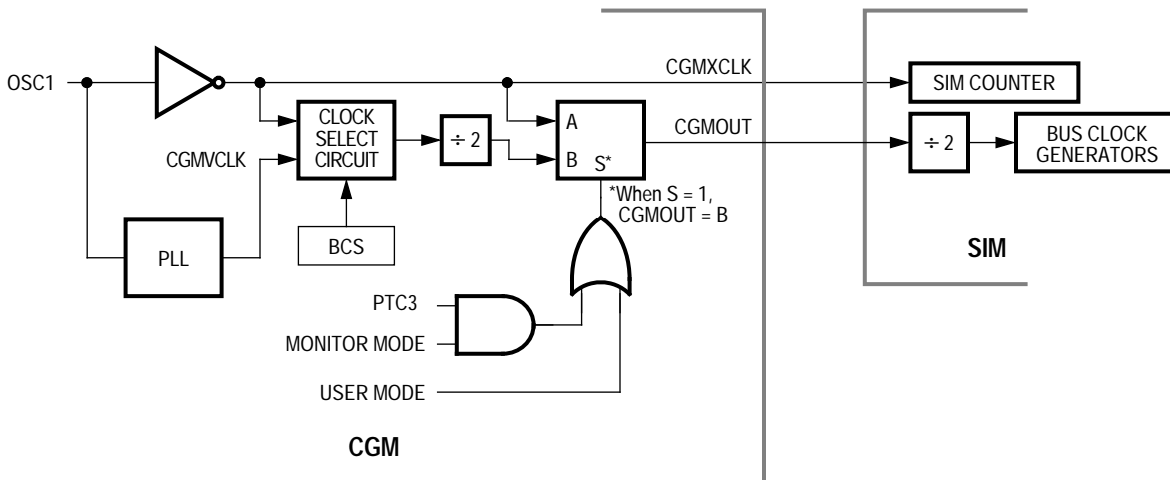 OSC1
CGMXCLK
SIM COUNTER
CLOCK
SELECT
CIRCUIT
÷ 2
A
B
S*
CGMOUT
÷ 2
BUS CLOCK
GENERATORS
CGMVCLK
*When S = 1,
CGMOUT = B
BCS
PLL
SIM
PTC3
MONITOR MODE
USER MODE
CGM